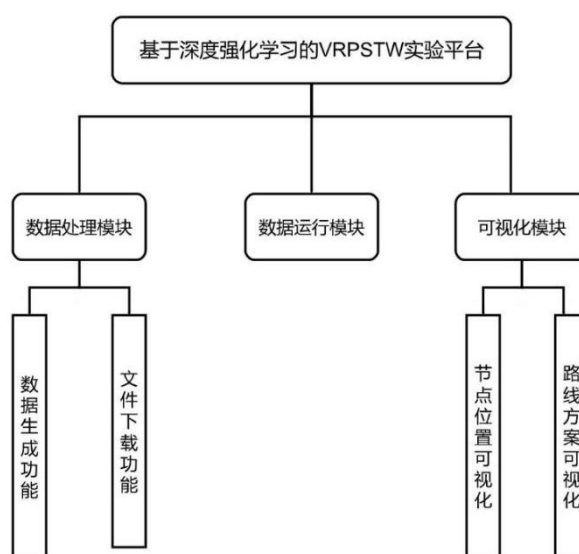 基于深度强化学习的VRPSTW实验平台
数据处理模块
数据运行模块
可视化模块
数据生成功能
文件下载功能
节点位置可视化
路线方案可视化